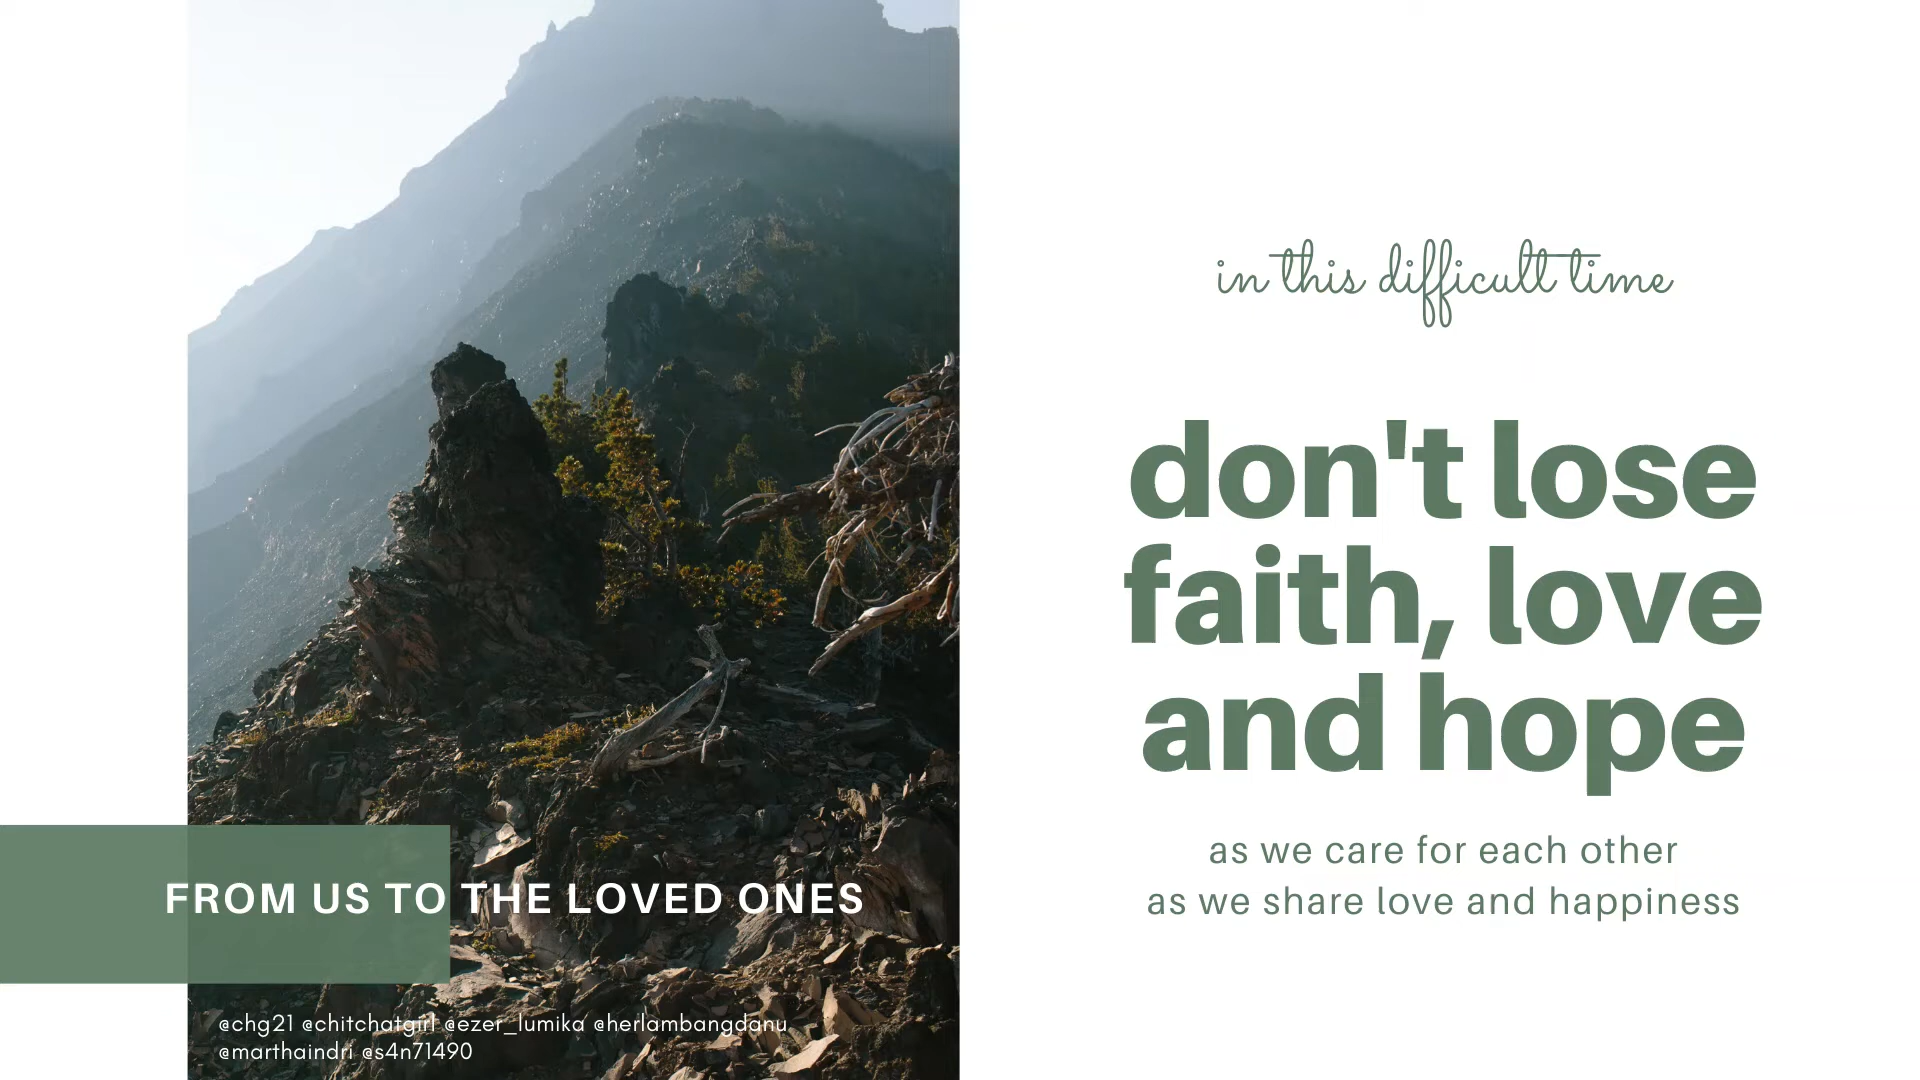 in this difficult time
don't lose
faith, love
and hope
as we care for each other
as we share love and happiness
FROM US TO THE LOVED ONES
@chg21 @chitchatgirl @ezer_lumika @herlambangdanu
@marthaindri @s4n71490